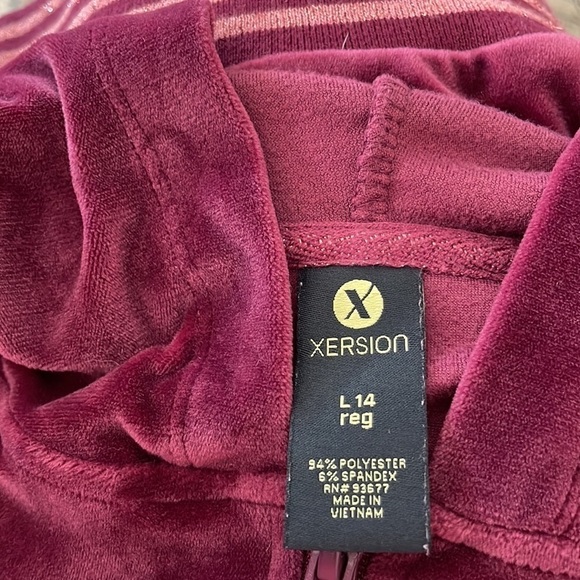 X
XERSION
L 14
reg
94% POLYESTER
6% SPANDEX
RN# 93677
MADE IN
VIETNAM